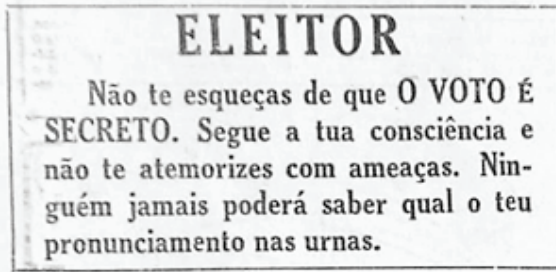 ELEITOR
Não te esqueças de que O VOTO É
SECRETO. Segue a tua consciência e
não te atemorizes com ameaças. Nin-
guém jamais poderá saber qual o teu
pronunciamento nas urnas.